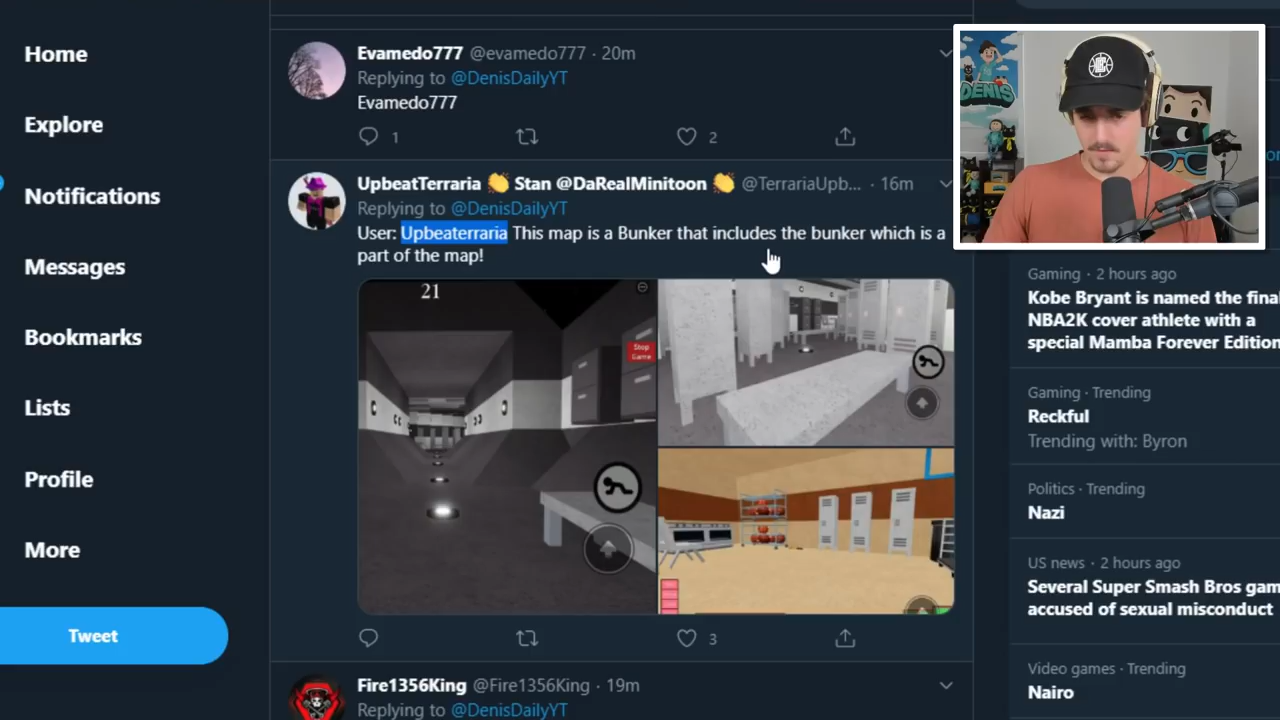 Home
Explore
Notifications
Messages
Bookmarks
Lists
Profile
More
Tweet
Evamedo777 @evamedo777 · 20m
Replying to @DenisDailyYT
Evamedo777
1
2
UpbeatTerraria 👏 Stan @DaRealMinitoon 👏 @TerrariaUpb... · 16m
Replying to @DenisDailyYT
User: Upbeaterraria This map is a Bunker that includes the bunker which is a
part of the map!
21
Stop
Game
3
Fire1356King @Fire1356King · 19m
Replying to @DenisDailyYT
DENIS
Gaming · 2 hours ago
Kobe Bryant is named the final
NBA2K cover athlete with a
special Mamba Forever Edition
Gaming · Trending
Reckful
Trending with: Byron
Politics · Trending
Nazi
US news · 2 hours ago
Several Super Smash Bros gam
accused of sexual misconduct
Video games · Trending
Nairo